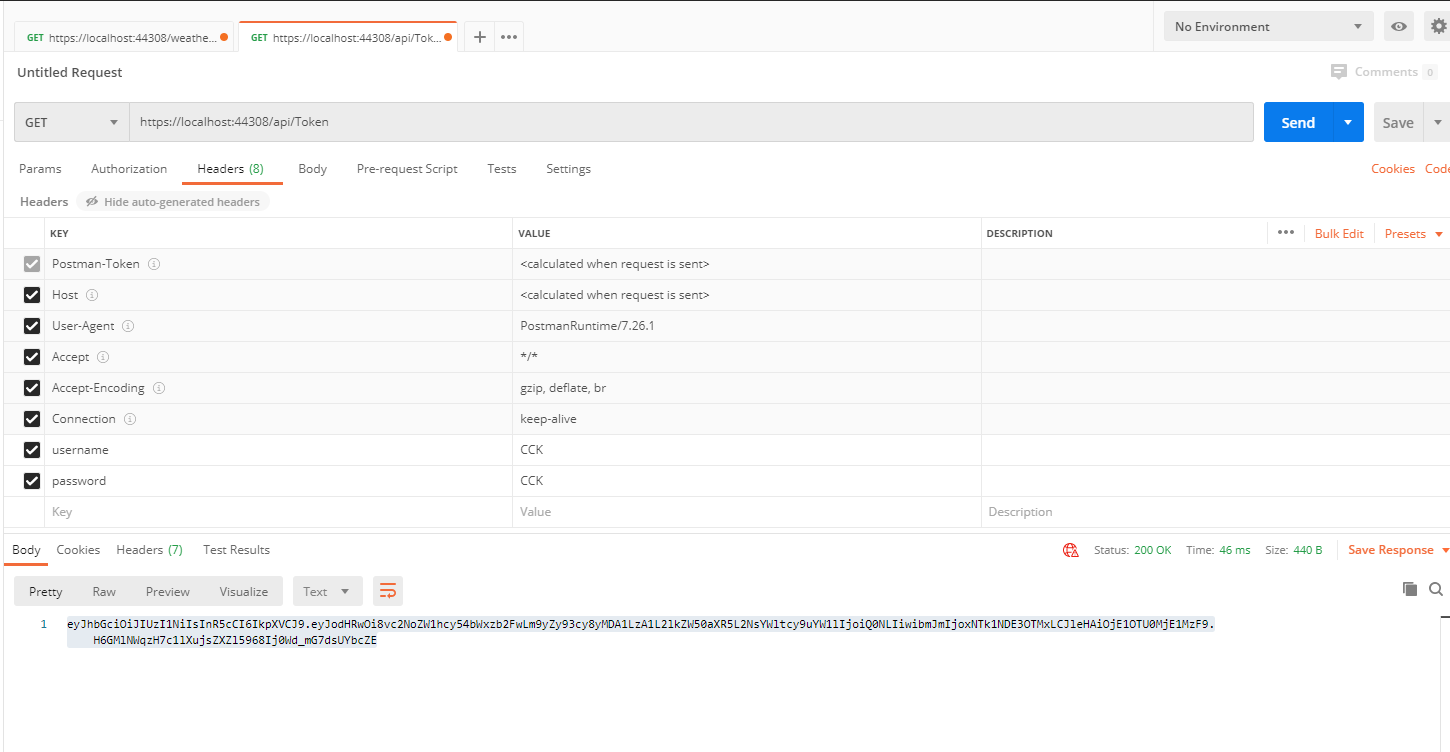 GET https://localhost:44308/weathe...
GET https://localhost:44308/api/Tok...
No Environment
Untitled Request
Comments 0
GET https://localhost:44308/api/Token Send Save
Params Authorization Headers (8) Body Pre-request Script Tests Settings Cookies Code
Headers Hide auto-generated headers
KEY VALUE DESCRIPTION ••• Bulk Edit Presets
Postman-Token <calculated when request is sent>
Host <calculated when request is sent>
User-Agent PostmanRuntime/7.26.1
Accept */*
Accept-Encoding gzip, deflate, br
Connection keep-alive
username CCK
password CCK
Key Value Description
Body Cookies Headers (7) Test Results Status: 200 OK Time: 46 ms Size: 440 B Save Response
Pretty Raw Preview Visualize Text
1 eyJhbGciOiJIUzI1NiIsInR5cCI6IkpXVCJ9.eyJodHRwOi8vc2NoZW1hcy54bWxzb2FwLm9yZy93cy8yMDA1LzA1L2lkZW50aXR5L2NsYWltcy9uYW1lIjoiQ0NLIiwibmJmIjoxNTk1NDE3OTMxLCJleHAiOjE1OTU0MjE1MzF9.
H6GMlNWqzH7c1lXujsZXZl5968Ij0Wd_mG7dsUYbcZE